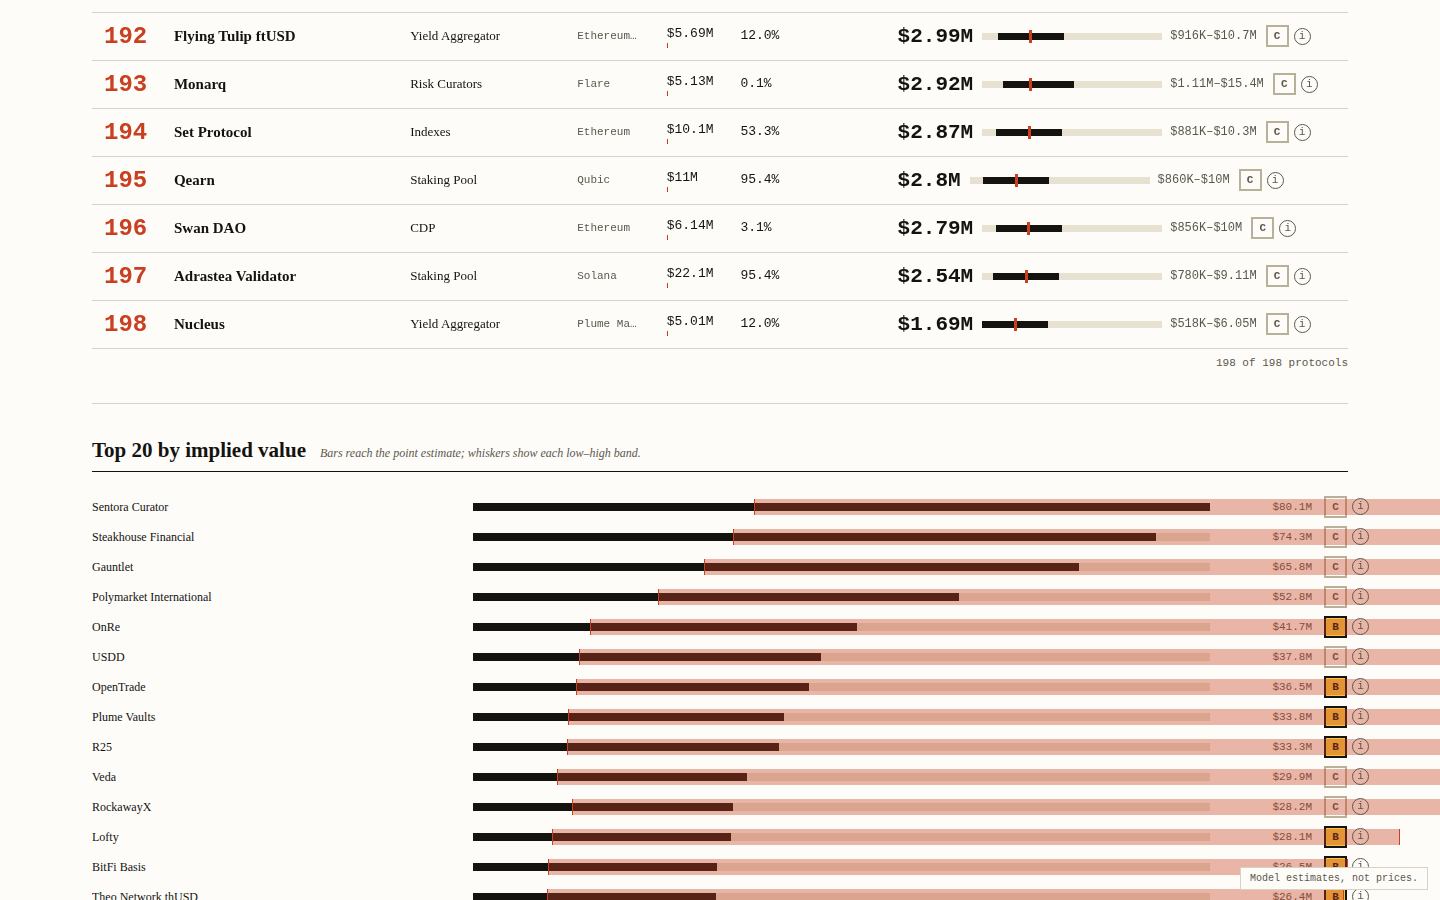 192 Flying Tulip ftUSD Yield Aggregator Ethereum… $5.69M 12.0% $2.99M $916K–$10.7M C i
193 Monarq Risk Curators Flare $5.13M 0.1% $2.92M $1.11M–$15.4M C i
194 Set Protocol Indexes Ethereum $10.1M 53.3% $2.87M $881K–$10.3M C i
195 Qearn Staking Pool Qubic $11M 95.4% $2.8M $860K–$10M C i
196 Swan DAO CDP Ethereum $6.14M 3.1% $2.79M $856K–$10M C i
197 Adrastea Validator Staking Pool Solana $22.1M 95.4% $2.54M $780K–$9.11M C i
198 Nucleus Yield Aggregator Plume Ma… $5.01M 12.0% $1.69M $518K–$6.05M C i
198 of 198 protocols
Top 20 by implied value Bars reach the point estimate; whiskers show each low–high band.
Sentora Curator $80.1M C i
Steakhouse Financial $74.3M C i
Gauntlet $65.8M C i
Polymarket International $52.8M C i
OnRe $41.7M B i
USDD $37.8M C i
OpenTrade $36.5M B i
Plume Vaults $33.8M B i
R25 $33.3M B i
Veda $29.9M C i
RockawayX $28.2M C i
Lofty $28.1M B i
BitFi Basis $26.5M B i
Model estimates, not prices.
Theo Network thUSD $26.4M B i